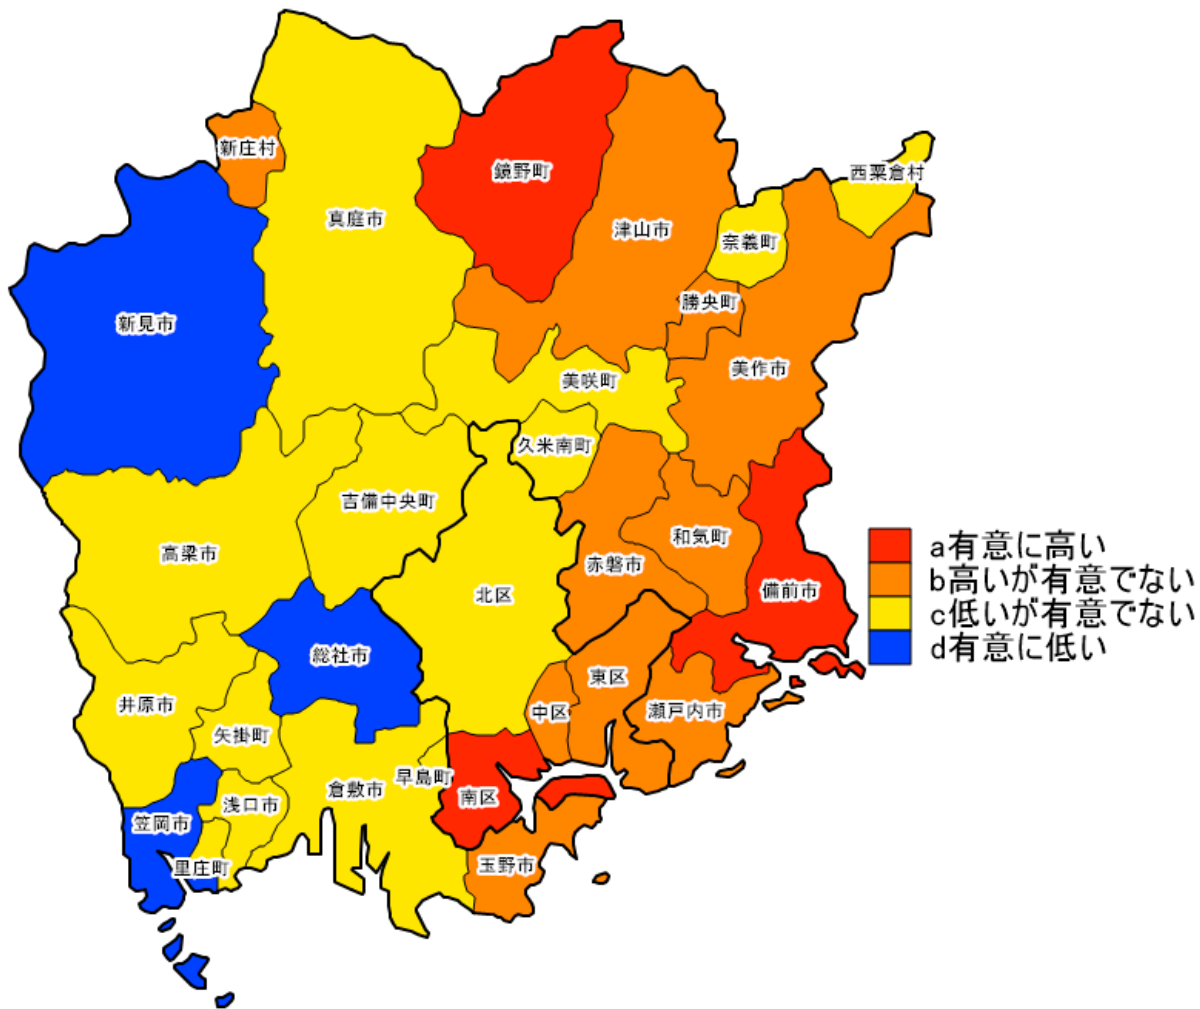 新庄村
鏡野町
西粟倉村
真庭市
津山市
奈義町
勝央町
新見市
美作市
美咲町
久米南町
吉備中央町
高梁市
和気町
赤磐市
備前市
北区
総社市
東区
井原市
中区
瀬戸内市
矢掛町
早島町
倉敷市
南区
浅口市
笠岡市
里庄町
玉野市
a有意に高い
b高いが有意でない
c低いが有意でない
d有意に低い